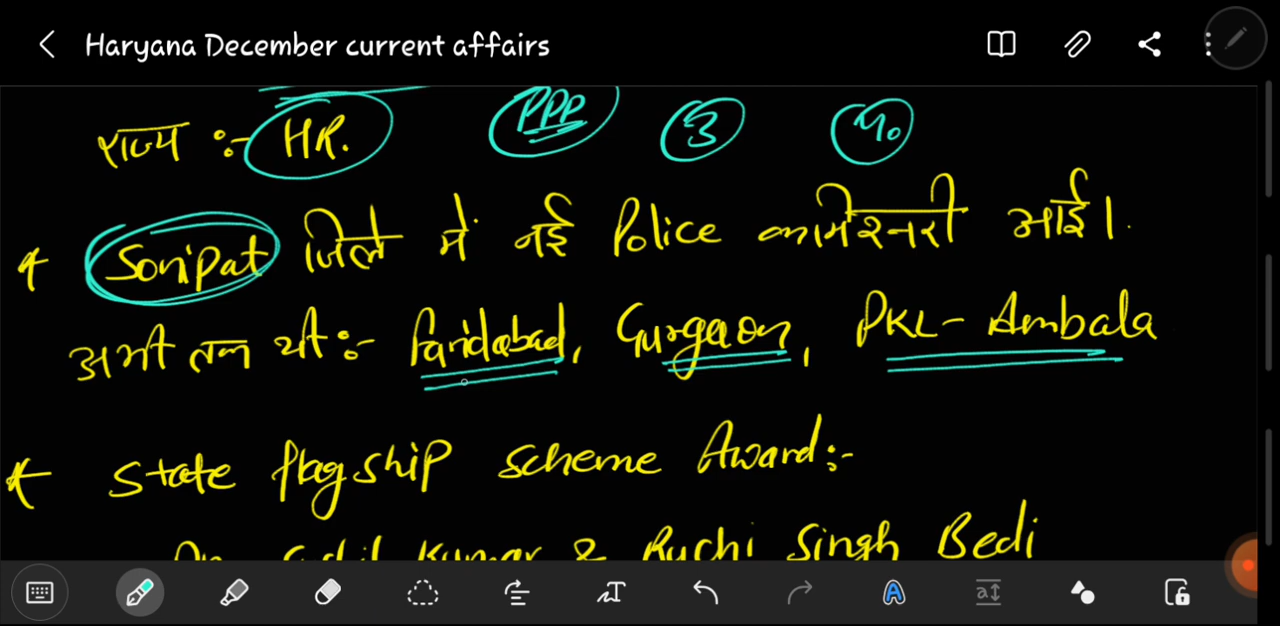 Haryana December current affairs
राज्य :- HR. PPP 3
* Sonipat जिले में नई Police कमिश्नरी आई।
अभी तक थी :- Faridabad, Gurgaon, PKL- Ambala
* State flagship scheme Award:-
Kumar & Ruchi Singh Bedi